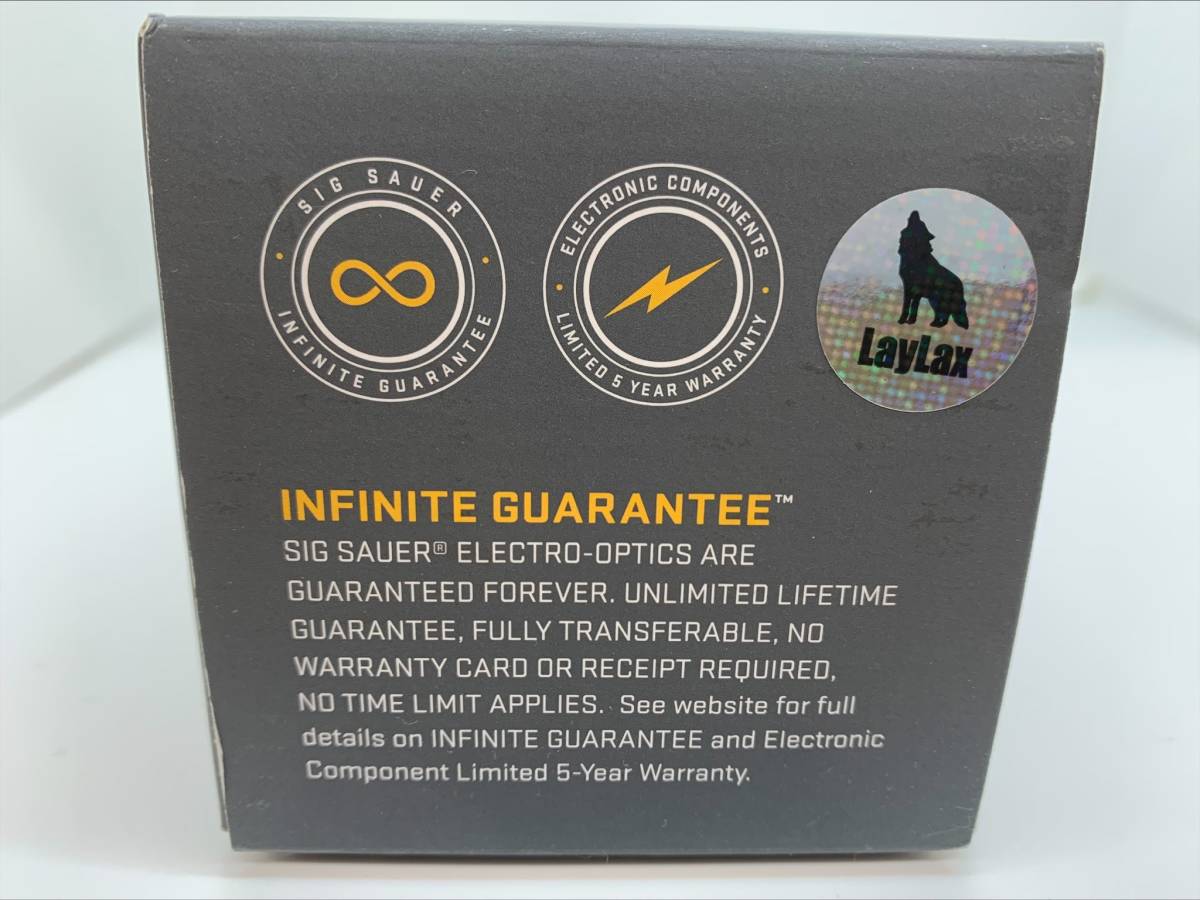 SIG SAUER
INFINITE GUARANTEE
ELECTRONIC COMPONENTS
LIMITED 5 YEAR WARRANTY
LayLax
INFINITE GUARANTEE™
SIG SAUER® ELECTRO-OPTICS ARE
GUARANTEED FOREVER. UNLIMITED LIFETIME
GUARANTEE, FULLY TRANSFERABLE, NO
WARRANTY CARD OR RECEIPT REQUIRED,
NO TIME LIMIT APPLIES. See website for full
details on INFINITE GUARANTEE and Electronic
Component Limited 5-Year Warranty.